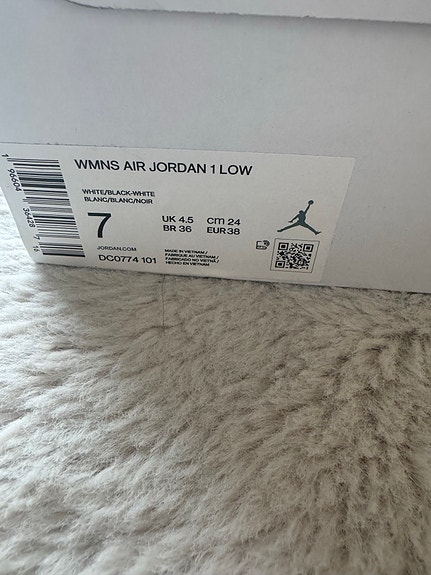 WMNS AIR JORDAN 1 LOW
WHITE/BLACK-WHITE
BLANC/BLANC/NOIR
7
UK 4.5 cm 24
BR 36 EUR 38
JORDAN.COM
DC0774 101
MADE IN VIETNAM /
FABRIQUE AU VIETNAM /
FABRICADO NO VIETNÃ /
HECHO EN VIETNAM